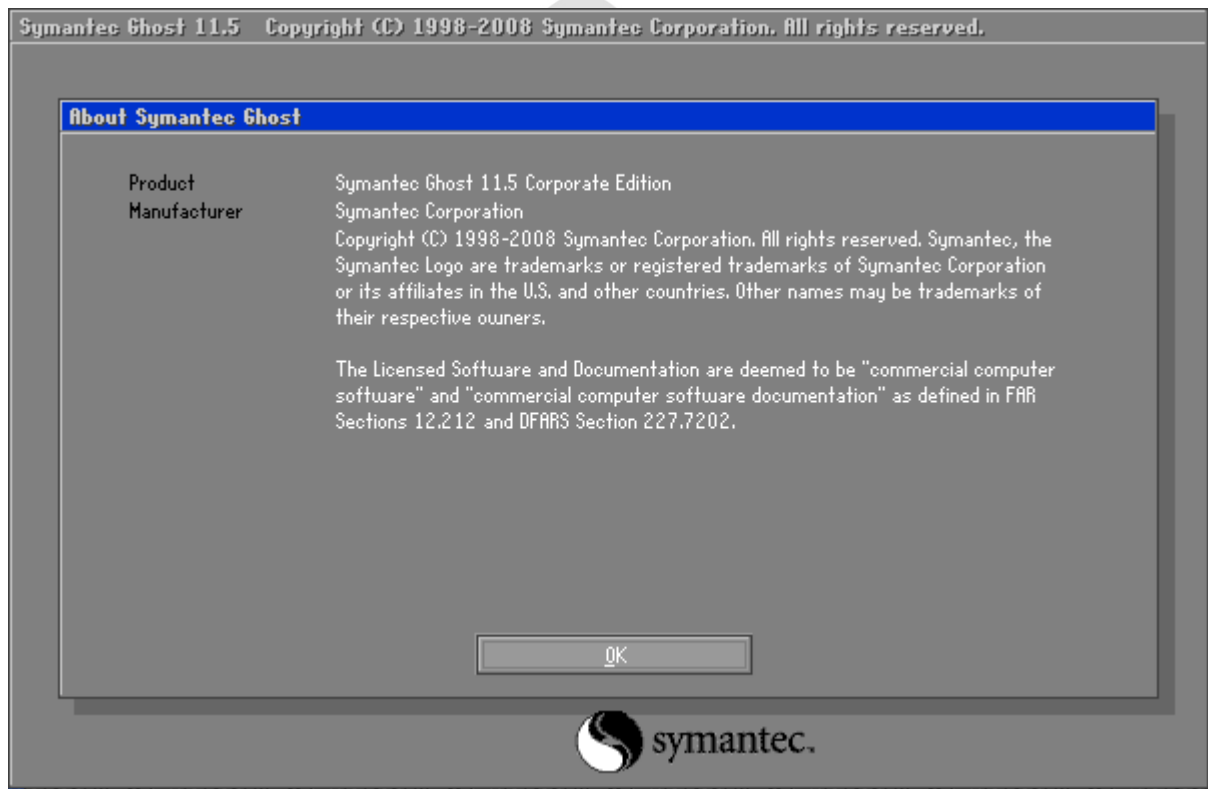 Symantec Ghost 11.5 Copyright (C) 1998-2008 Symantec Corporation. All rights reserved.
About Symantec Ghost
Product Symantec Ghost 11.5 Corporate Edition
Manufacturer Symantec Corporation
Copyright (C) 1998-2008 Symantec Corporation. All rights reserved. Symantec, the
Symantec Logo are trademarks or registered trademarks of Symantec Corporation
or its affiliates in the U.S. and other countries. Other names may be trademarks of
their respective owners.
The Licensed Software and Documentation are deemed to be "commercial computer
software" and "commercial computer software documentation" as defined in FAR
Sections 12.212 and DFARS Section 227.7202.
OK
symantec.